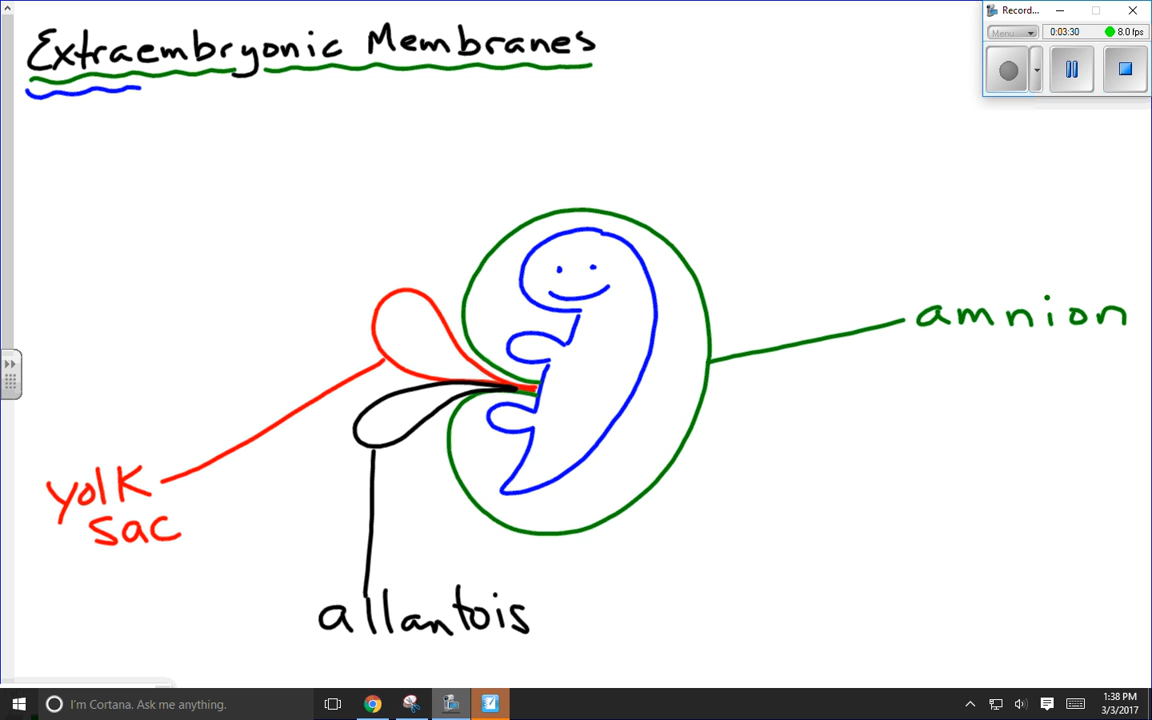 Extraembryonic Membranes
Record...
Menu
0:03:30
8.0 fps
amnion
yolk
sac
allantois
I'm Cortana. Ask me anything.
1:38 PM
3/3/2017